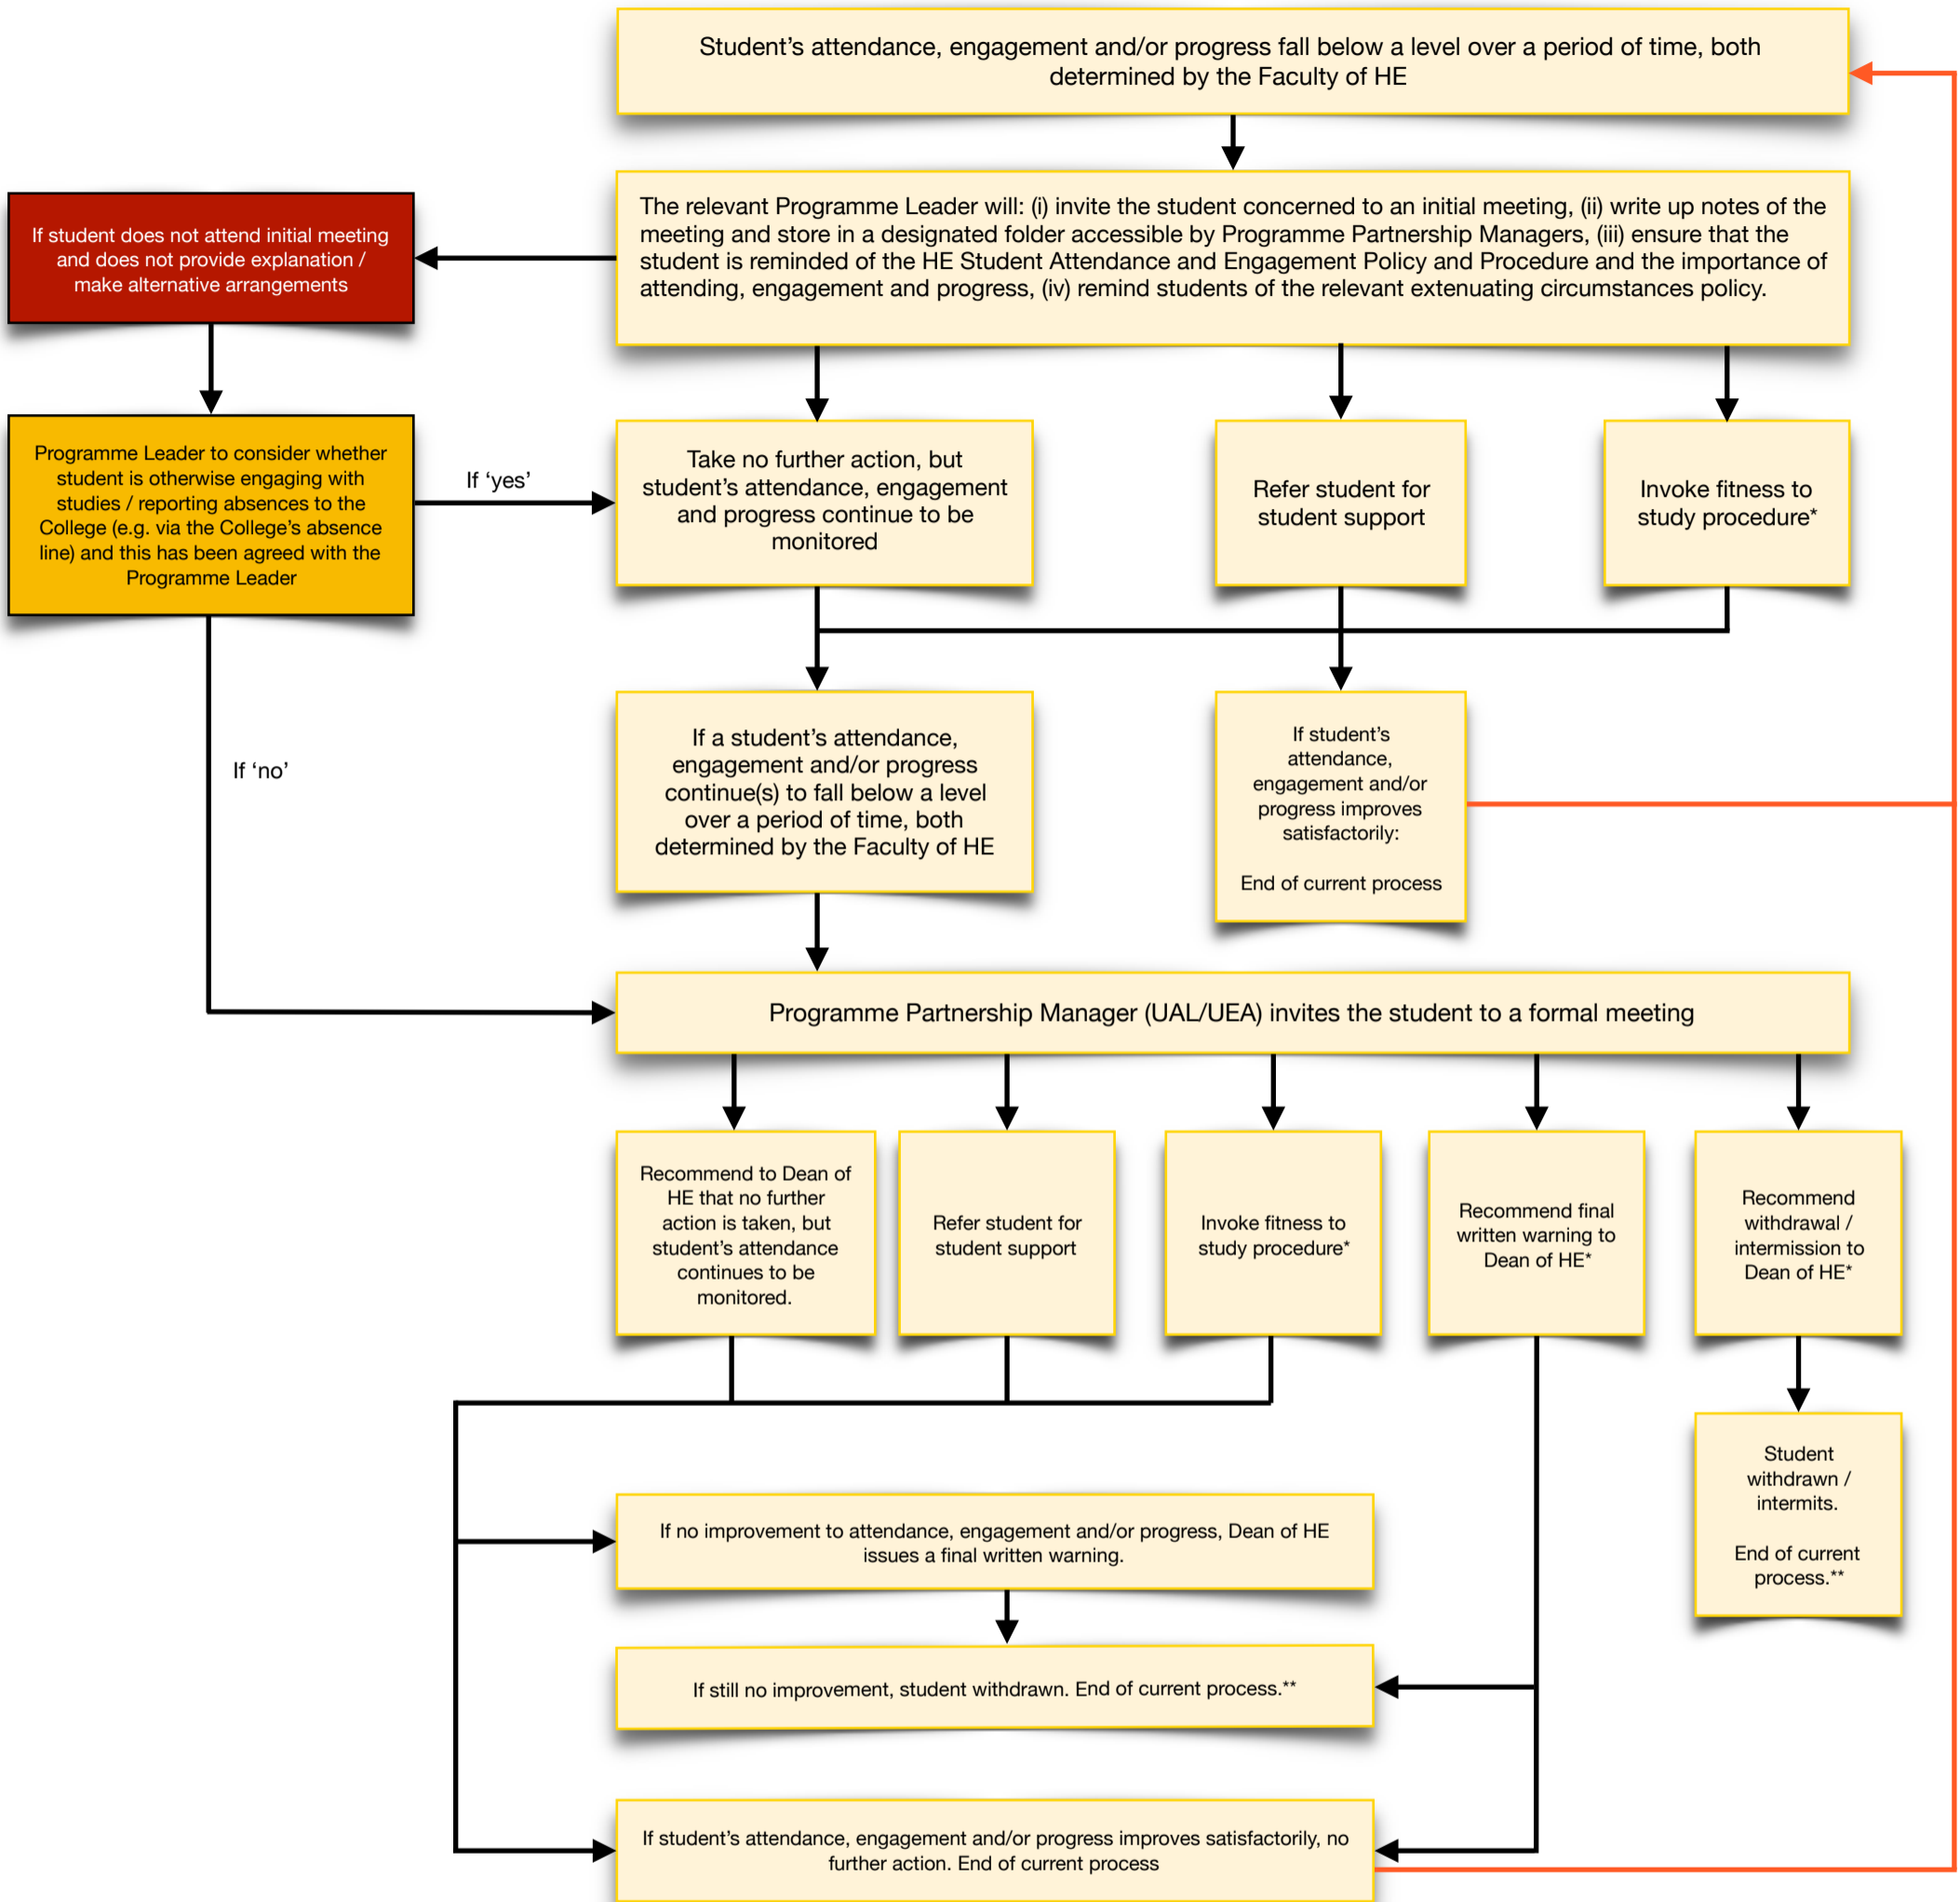 Student’s attendance, engagement and/or progress fall below a level over a period of time, both
determined by the Faculty of HE
The relevant Programme Leader will: (i) invite the student concerned to an initial meeting, (ii) write up notes of the
meeting and store in a designated folder accessible by Programme Partnership Managers, (iii) ensure that the
student is reminded of the HE Student Attendance and Engagement Policy and Procedure and the importance of
attending, engagement and progress, (iv) remind students of the relevant extenuating circumstances policy.
If student does not attend initial meeting
and does not provide explanation /
make alternative arrangements
Programme Leader to consider whether
student is otherwise engaging with
studies / reporting absences to the
College (e.g. via the College’s absence
line) and this has been agreed with the
Programme Leader
If ‘yes’
Take no further action, but
student’s attendance, engagement
and progress continue to be
monitored
Refer student for
student support
Invoke fitness to
study procedure*
If ‘no’
If a student’s attendance,
engagement and/or progress
continue(s) to fall below a level
over a period of time, both
determined by the Faculty of HE
If student’s
attendance,
engagement and/or
progress improves
satisfactorily:
End of current process
Programme Partnership Manager (UAL/UEA) invites the student to a formal meeting
Recommend to Dean of
HE that no further
action is taken, but
student’s attendance
continues to be
monitored.
Refer student for
student support
Invoke fitness to
study procedure*
Recommend final
written warning to
Dean of HE*
Recommend
withdrawal /
intermission to
Dean of HE*
Student
withdrawn /
intermits.
End of current
process.**
If no improvement to attendance, engagement and/or progress, Dean of HE
issues a final written warning.
If still no improvement, student withdrawn. End of current process.**
If student’s attendance, engagement and/or progress improves satisfactorily, no
further action. End of current process